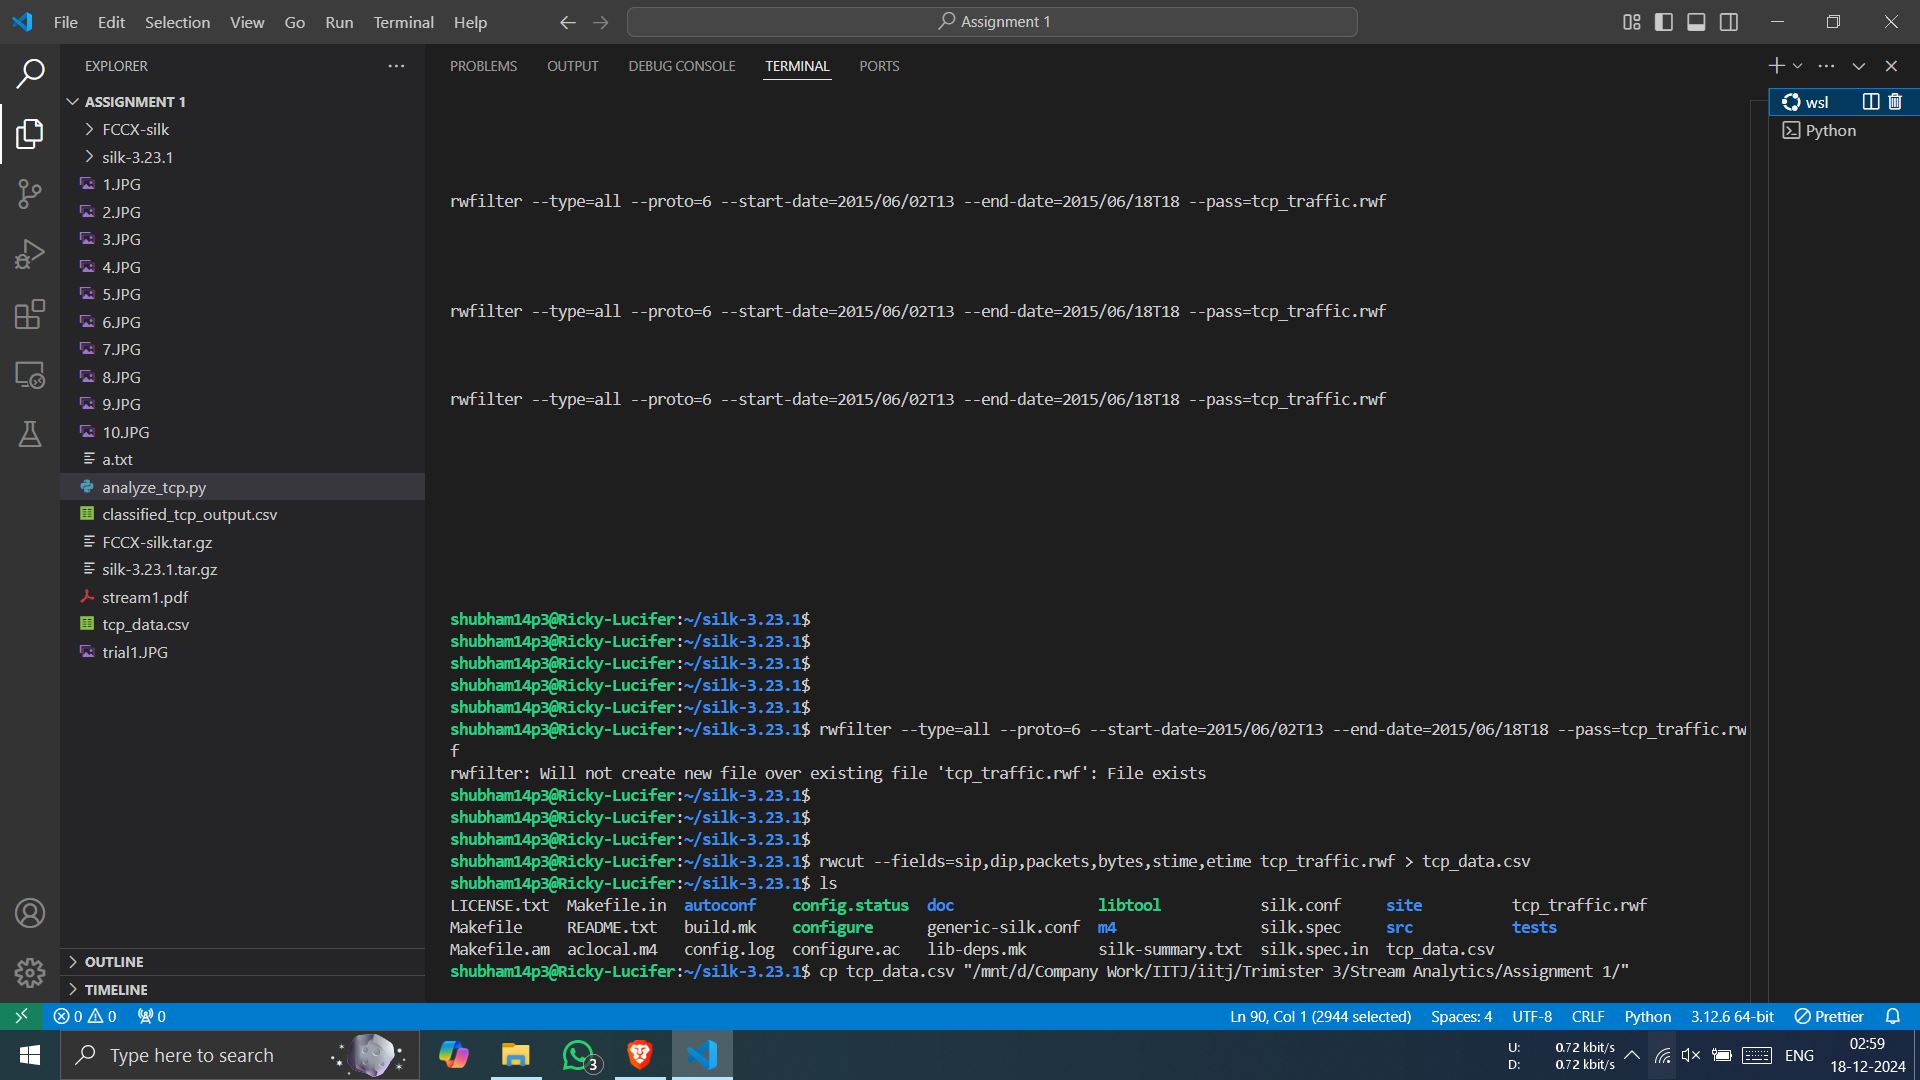 File Edit Selection View Go Run Terminal Help
Assignment 1
EXPLORER
ASSIGNMENT 1
FCCX-silk
silk-3.23.1
1.JPG
2.JPG
3.JPG
4.JPG
5.JPG
6.JPG
7.JPG
8.JPG
9.JPG
10.JPG
a.txt
analyze_tcp.py
classified_tcp_output.csv
FCCX-silk.tar.gz
silk-3.23.1.tar.gz
stream1.pdf
tcp_data.csv
trial1.JPG
OUTLINE
TIMELINE
PROBLEMS OUTPUT DEBUG CONSOLE TERMINAL PORTS
wsl
Python
rwfilter --type=all --proto=6 --start-date=2015/06/02T13 --end-date=2015/06/18T18 --pass=tcp_traffic.rwf
rwfilter --type=all --proto=6 --start-date=2015/06/02T13 --end-date=2015/06/18T18 --pass=tcp_traffic.rwf
rwfilter --type=all --proto=6 --start-date=2015/06/02T13 --end-date=2015/06/18T18 --pass=tcp_traffic.rwf
shubham14p3@Ricky-Lucifer:~/silk-3.23.1$
shubham14p3@Ricky-Lucifer:~/silk-3.23.1$
shubham14p3@Ricky-Lucifer:~/silk-3.23.1$
shubham14p3@Ricky-Lucifer:~/silk-3.23.1$
shubham14p3@Ricky-Lucifer:~/silk-3.23.1$
shubham14p3@Ricky-Lucifer:~/silk-3.23.1$ rwfilter --type=all --proto=6 --start-date=2015/06/02T13 --end-date=2015/06/18T18 --pass=tcp_traffic.rw
f
rwfilter: Will not create new file over existing file 'tcp_traffic.rwf': File exists
shubham14p3@Ricky-Lucifer:~/silk-3.23.1$
shubham14p3@Ricky-Lucifer:~/silk-3.23.1$
shubham14p3@Ricky-Lucifer:~/silk-3.23.1$
shubham14p3@Ricky-Lucifer:~/silk-3.23.1$ rwcut --fields=sip,dip,packets,bytes,stime,etime tcp_traffic.rwf > tcp_data.csv
shubham14p3@Ricky-Lucifer:~/silk-3.23.1$ ls
LICENSE.txt Makefile.in autoconf config.status doc libtool silk.conf site tcp_traffic.rwf
Makefile README.txt build.mk configure generic-silk.conf m4 silk.spec src tests
Makefile.am aclocal.m4 config.log configure.ac lib-deps.mk silk-summary.txt silk.spec.in tcp_data.csv
shubham14p3@Ricky-Lucifer:~/silk-3.23.1$ cp tcp_data.csv "/mnt/d/Company Work/IITJ/iitj/Trimister 3/Stream Analytics/Assignment 1/"
0 0 0 Ln 90, Col 1 (2944 selected) Spaces: 4 UTF-8 CRLF Python 3.12.6 64-bit Prettier
Type here to search
3
U: 0.72 kbit/s
D: 0.72 kbit/s
ENG
02:59
18-12-2024